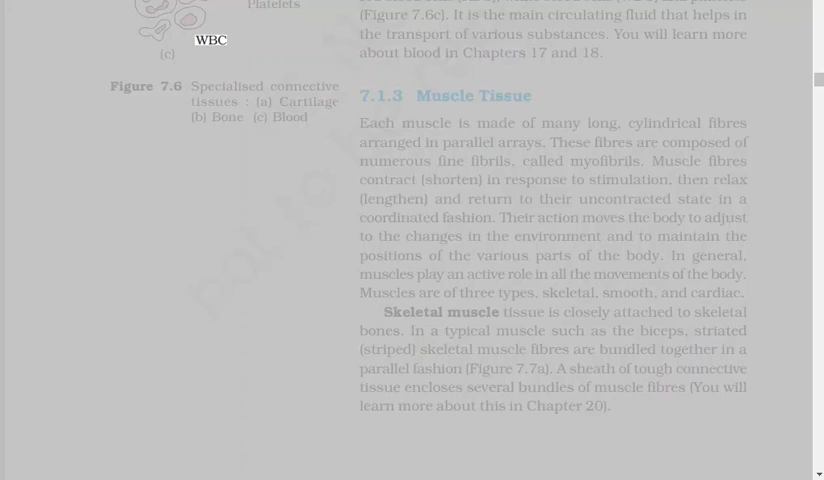 Platelets
WBC
(c)
Figure 7.6 Specialised connective
tissues : (a) Cartilage
(b) Bone (c) Blood
(Figure 7.6c). It is the main circulating fluid that helps in
the transport of various substances. You will learn more
about blood in Chapters 17 and 18.
7.1.3 Muscle Tissue
Each muscle is made of many long, cylindrical fibres
arranged in parallel arrays. These fibres are composed of
numerous fine fibrils, called myofibrils. Muscle fibres
contract (shorten) in response to stimulation, then relax
(lengthen) and return to their uncontracted state in a
coordinated fashion. Their action moves the body to adjust
to the changes in the environment and to maintain the
positions of the various parts of the body. In general,
muscles play an active role in all the movements of the body.
Muscles are of three types, skeletal, smooth, and cardiac.
Skeletal muscle tissue is closely attached to skeletal
bones. In a typical muscle such as the biceps, striated
(striped) skeletal muscle fibres are bundled together in a
parallel fashion (Figure 7.7a). A sheath of tough connective
tissue encloses several bundles of muscle fibres (You will
learn more about this in Chapter 20).
not to be